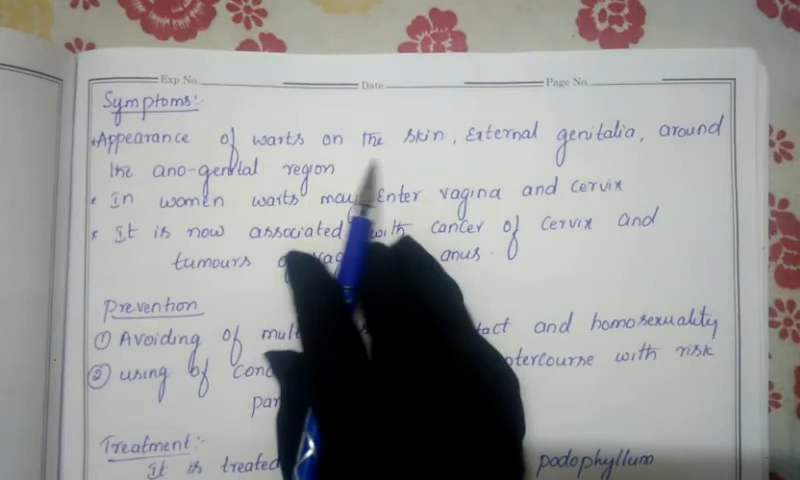 Exp No. Date Page No.
Symptoms:-
* Appearance of warts on the skin, External genitalia, around
the ano-genital region
* In women warts may Enter vagina and cervix
* It is now associated with cancer of cervix and
tumours anus.
Prevention
① Avoiding of and homosexuality
② using of with risk
Treatment:-
It is treated podophyllum